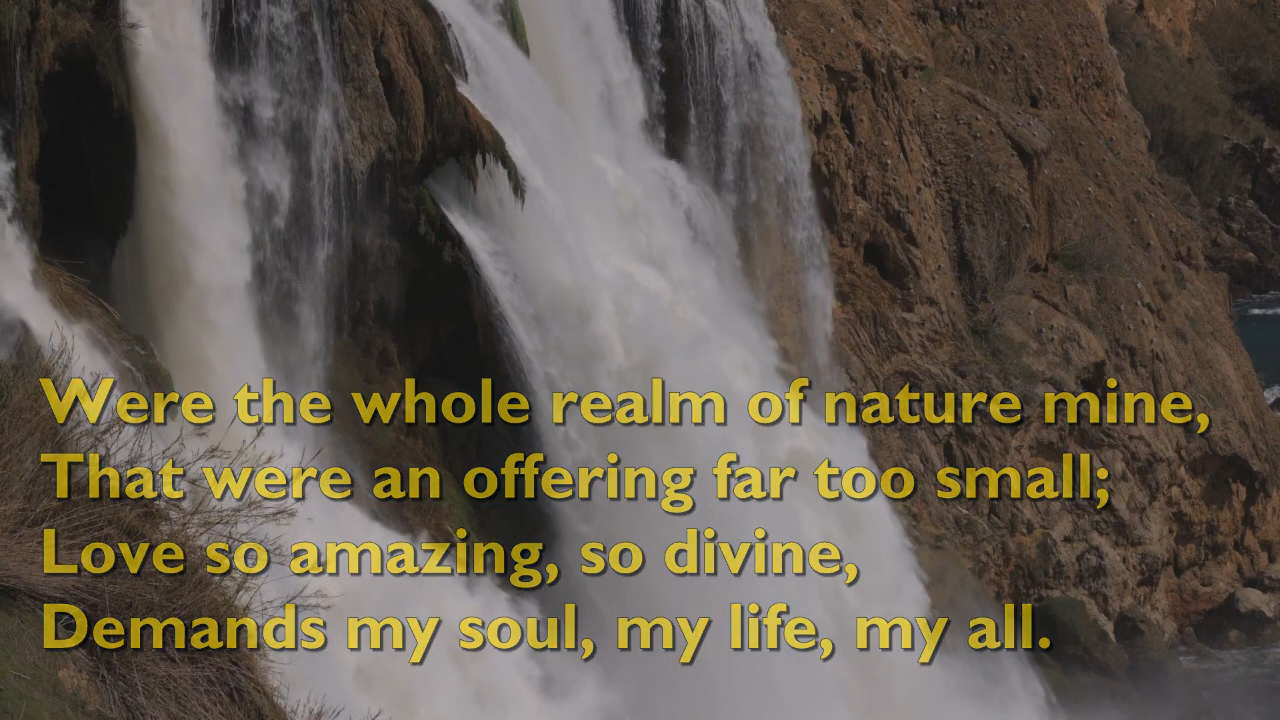 Were the whole realm of nature mine,
That were an offering far too small;
Love so amazing, so divine,
Demands my soul, my life, my all.